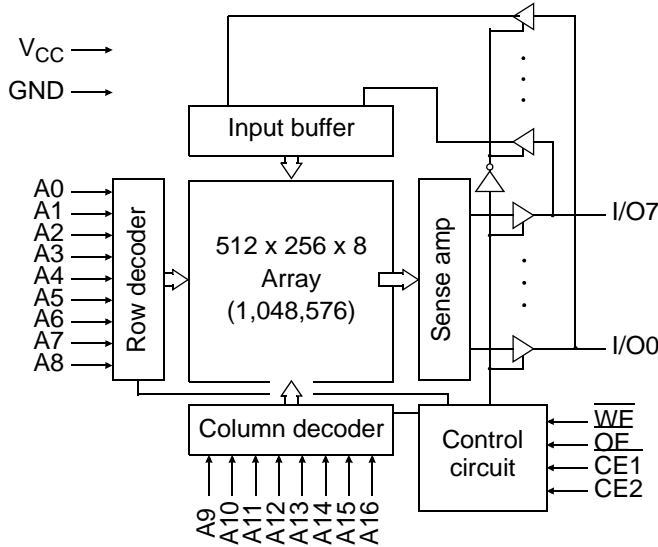 VCC
GND
Input buffer
A0
A1
A2
A3
A4
A5
A6
A7
A8
Row decoder
512 x 256 x 8
Array
(1,048,576)
Sense amp
I/O7
I/O0
Column decoder
Control
circuit
WE
OE
CE1
CE2
A9
A10
A11
A12
A13
A14
A15
A16